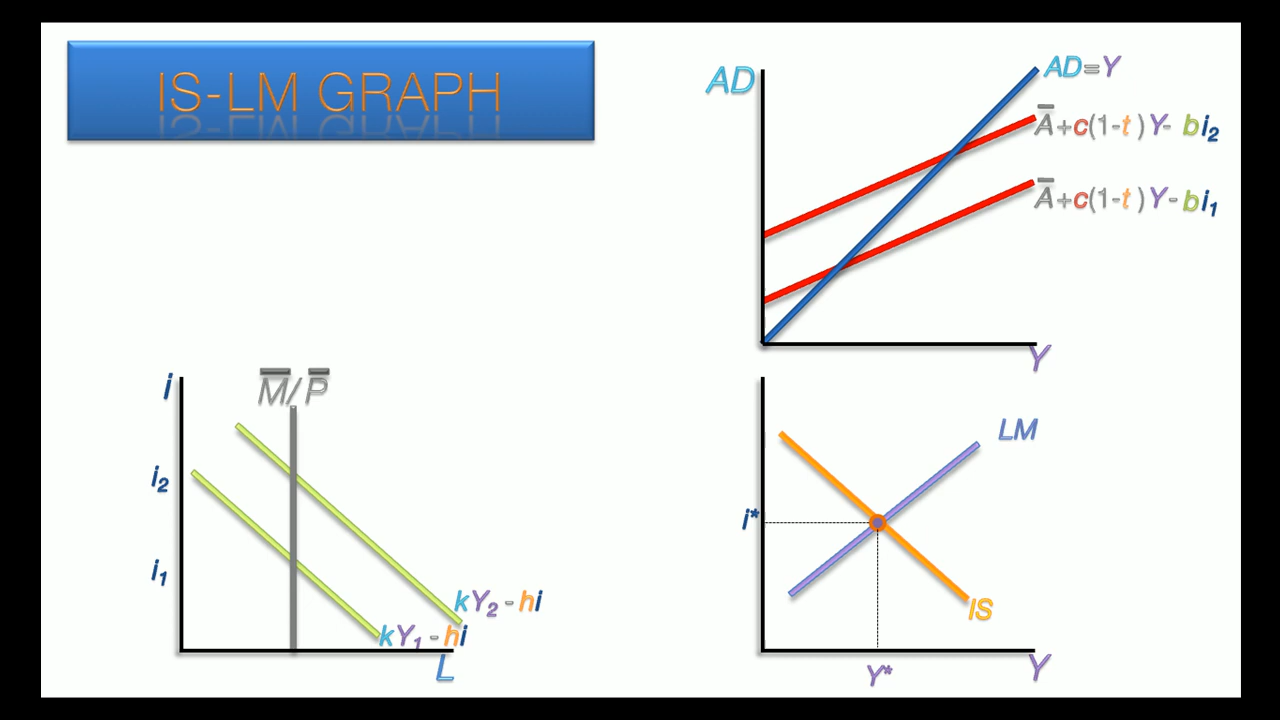 IS-LM GRAPH
AD
AD=Y
A̅+c(1-t)Y- bi₂
A̅+c(1-t)Y-bi₁
Y
i
M̅/P̅
i₂
i₁
kY₂-hi
kY₁-hi
L
LM
i*
IS
Y*
Y